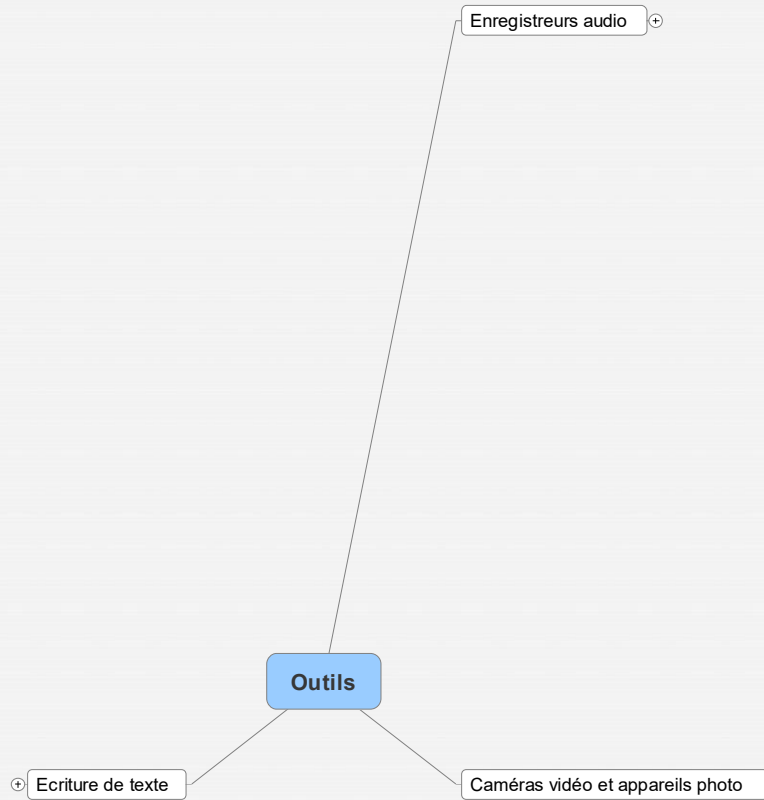 Enregistreurs audio
Outils
Ecriture de texte
Caméras vidéo et appareils photo